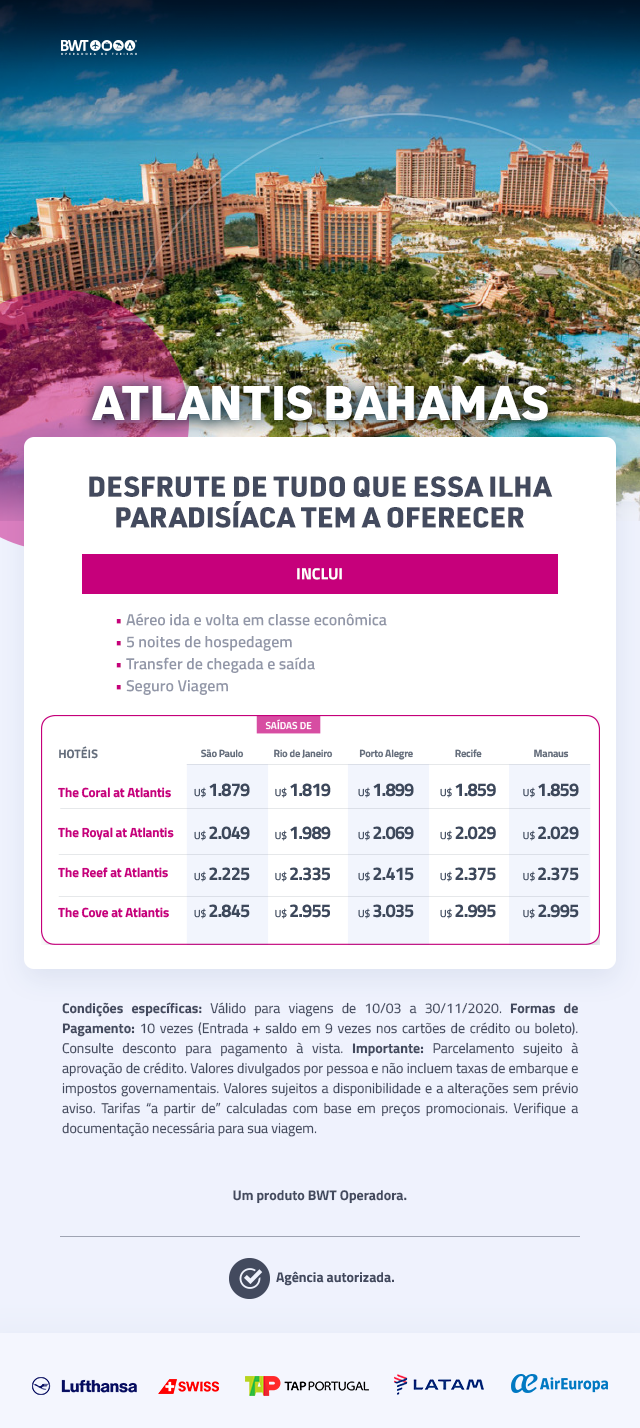 BWT
OPERADORA DE TURISMO
ATLANTIS BAHAMAS
DESFRUTE DE TUDO QUE ESSA ILHA
PARADISÍACA TEM A OFERECER
INCLUI
▪ Aéreo ida e volta em classe econômica
▪ 5 noites de hospedagem
▪ Transfer de chegada e saída
▪ Seguro Viagem
SAÍDAS DE
HOTÉIS São Paulo Rio de Janeiro Porto Alegre Recife Manaus
The Coral at Atlantis U$ 1.879 U$ 1.819 U$ 1.899 U$ 1.859 U$ 1.859
The Royal at Atlantis U$ 2.049 U$ 1.989 U$ 2.069 U$ 2.029 U$ 2.029
The Reef at Atlantis U$ 2.225 U$ 2.335 U$ 2.415 U$ 2.375 U$ 2.375
The Cove at Atlantis U$ 2.845 U$ 2.955 U$ 3.035 U$ 2.995 U$ 2.995
Condições específicas: Válido para viagens de 10/03 a 30/11/2020. Formas de
Pagamento: 10 vezes (Entrada + saldo em 9 vezes nos cartões de crédito ou boleto).
Consulte desconto para pagamento à vista. Importante: Parcelamento sujeito à
aprovação de crédito. Valores divulgados por pessoa e não incluem taxas de embarque e
impostos governamentais. Valores sujeitos a disponibilidade e a alterações sem prévio
aviso. Tarifas “a partir de” calculadas com base em preços promocionais. Verifique a
documentação necessária para sua viagem.
Um produto BWT Operadora.
Agência autorizada.
Lufthansa SWISS TAP TAP PORTUGAL LATAM AirEuropa